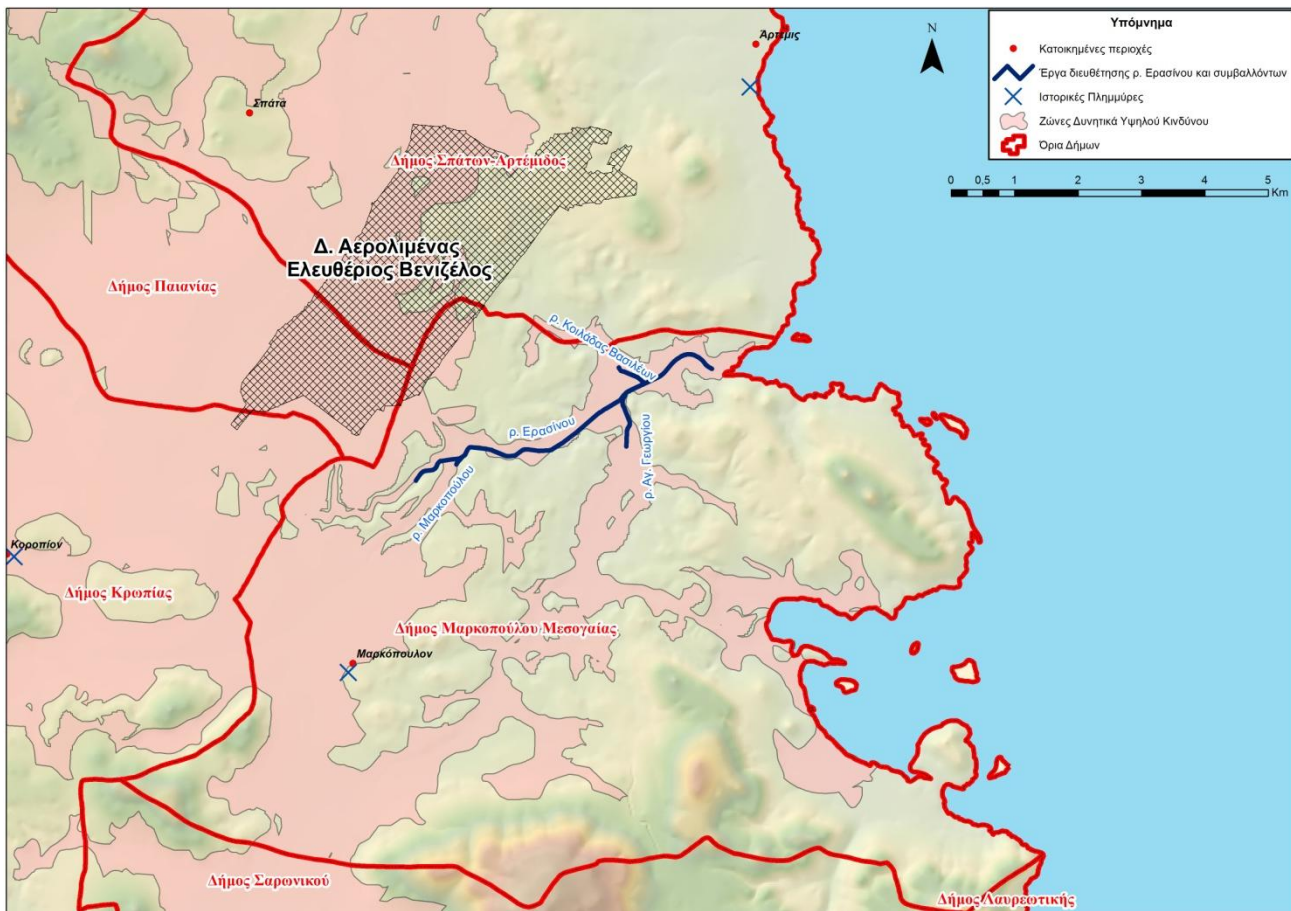 Υπόμνημα
Κατοικημένες περιοχές
Έργα διευθέτησης ρ. Ερασίνου και συμβαλλόντων
Ιστορικές Πλημμύρες
Ζώνες Δυνητικά Υψηλού Κινδύνου
Όρια Δήμων
N
0 0,5 1 2 3 4 5
Km
Άρτεμις
Σπάτα
Δήμος Σπάτων-Αρτέμιδος
Δ. Αερολιμένας
Ελευθέριος Βενιζέλος
Δήμος Παιανίας
ρ. Κοιλάδας Βασιλέων
ρ. Ερασίνου
ρ. Αγ. Γεωργίου
ρ. Μαρκοπούλου
Κοροπίον
Δήμος Κρωπίας
Δήμος Μαρκοπούλου Μεσογαίας
Μαρκόπουλον
Δήμος Σαρωνικού
Δήμος Λαυρεωτικής